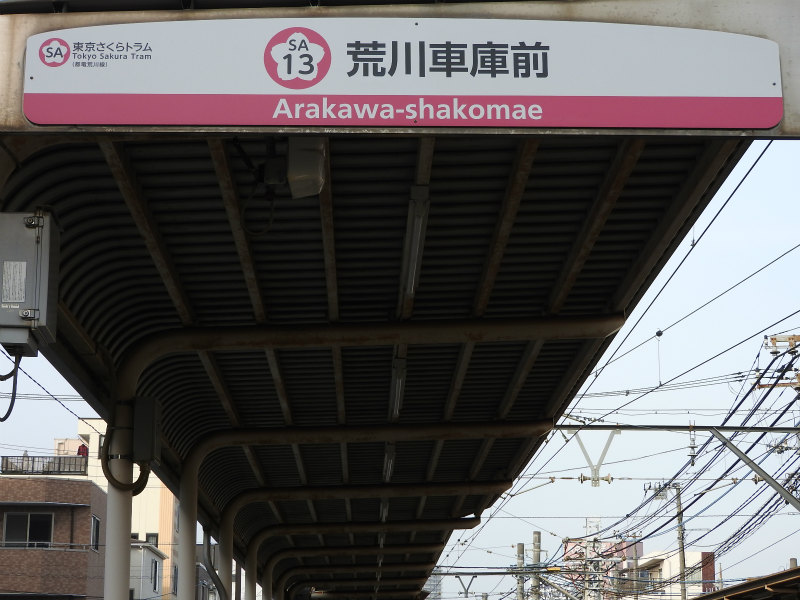 SA
東京さくらトラム
Tokyo Sakura Tram
(都電荒川線)
SA
13
荒川車庫前
Arakawa-shakomae